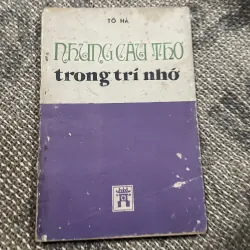 TÔ HÀ
NHỮNG CÂU THƠ
trong trí nhớ